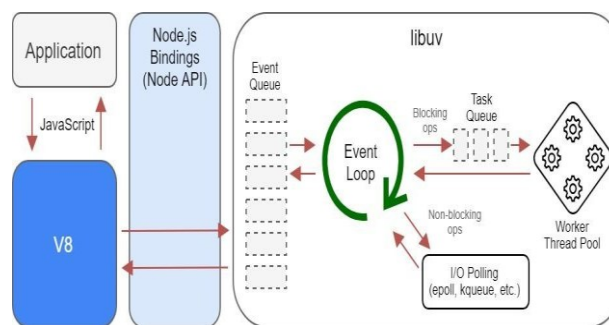 Application
JavaScript
V8
Node.js
Bindings
(Node API)
libuv
Event
Queue
Event
Loop
Blocking
ops
Task
Queue
Worker
Thread Pool
Non-blocking
ops
I/O Polling
(epoll, kqueue, etc.)